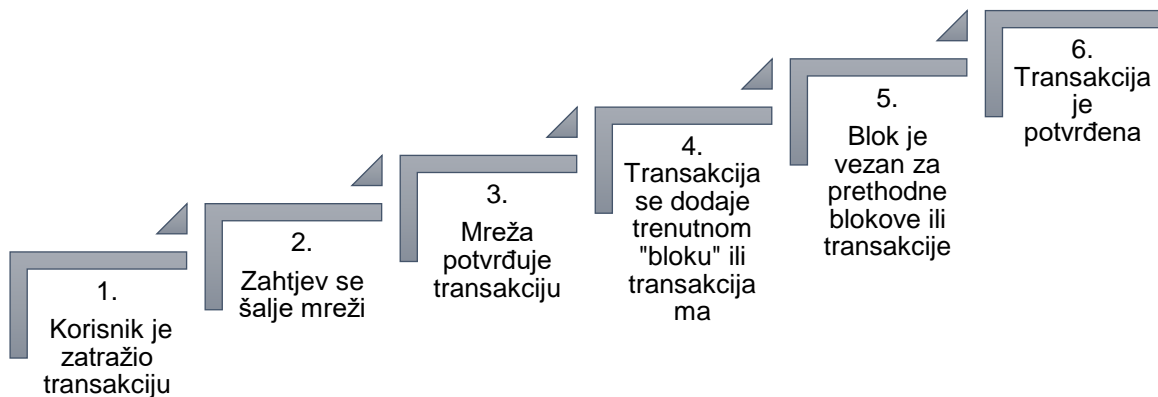 1.
Korisnik je
zatražio
transakciju
2.
Zahtjev se
šalje mreži
3.
Mreža
potvrđuje
transakciju
4.
Transakcija
se dodaje
trenutnom
"bloku" ili
transakcija
ma
5.
Blok je
vezan za
prethodne
blokove ili
transakcije
6.
Transakcija
je
potvrđena